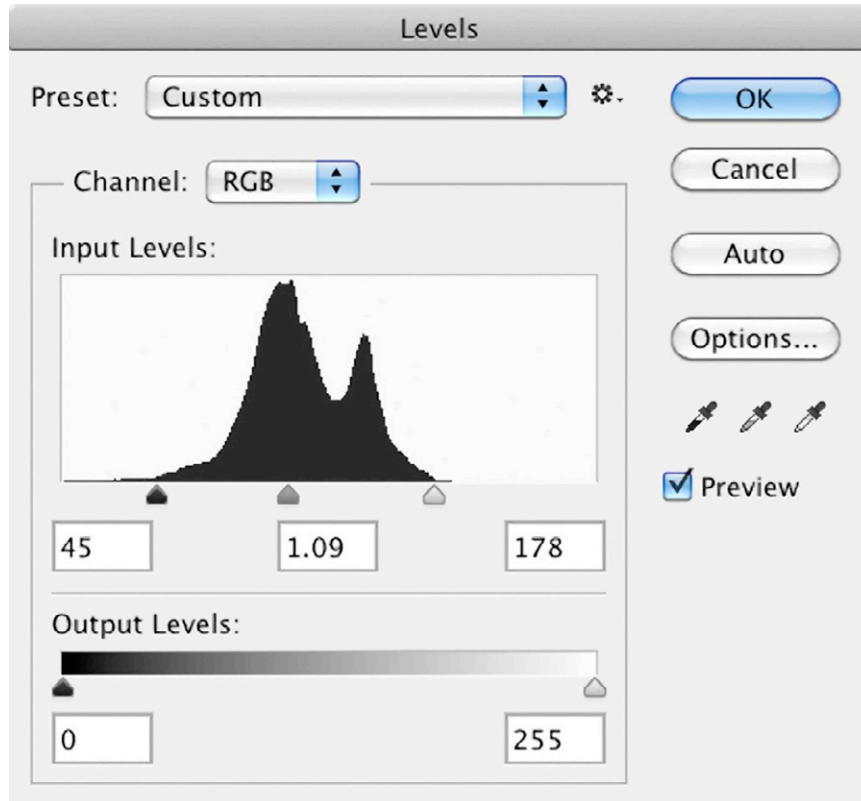 Levels
Preset: Custom
OK
Channel: RGB
Cancel
Input Levels:
Auto
Options...
Preview
45 1.09 178
Output Levels:
0 255